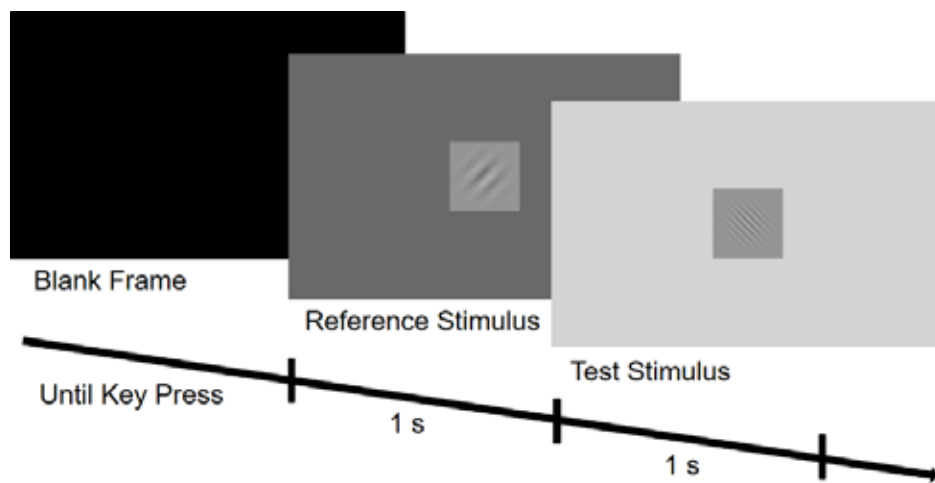 Blank Frame
Reference Stimulus
Test Stimulus
Until Key Press
1 s
1 s